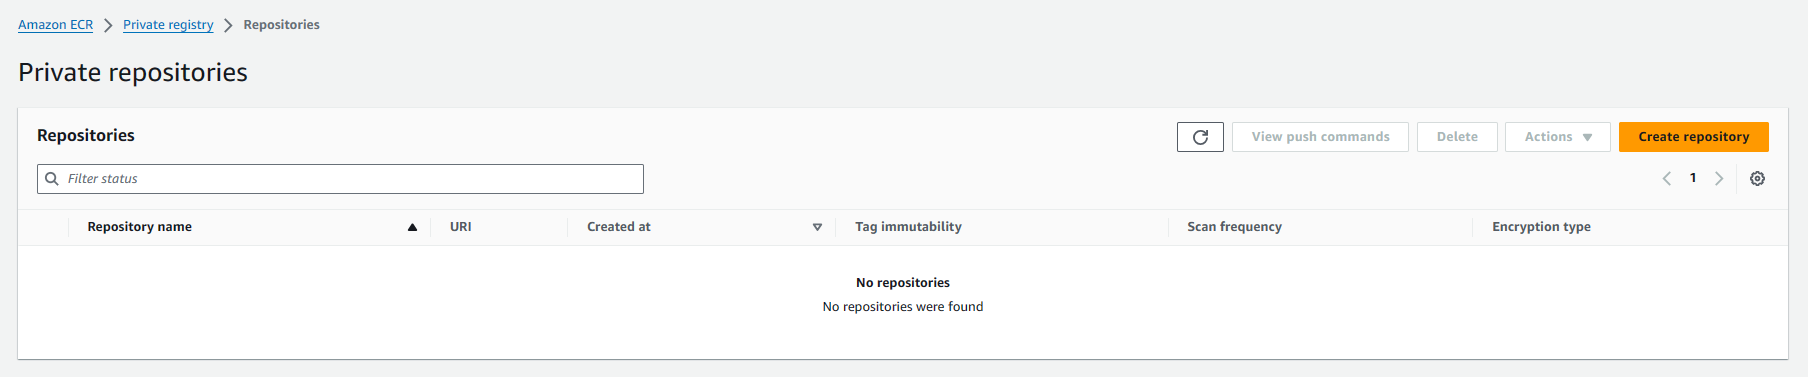 Amazon ECR > Private registry > Repositories
Private repositories
Repositories
View push commands
Delete
Actions
Create repository
Filter status
1
Repository name
URI
Created at
Tag immutability
Scan frequency
Encryption type
No repositories
No repositories were found